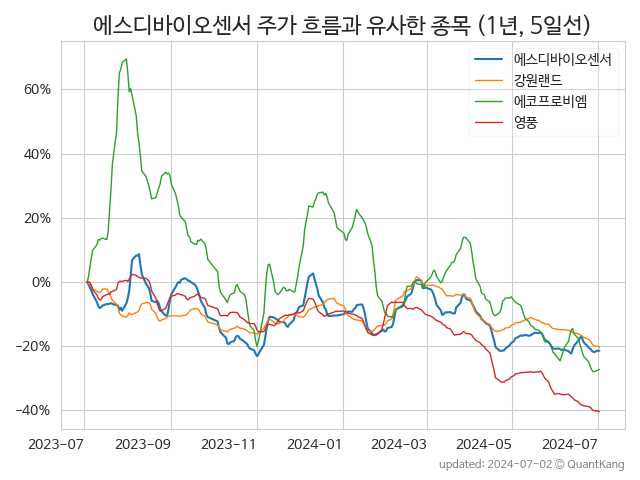 에스디바이오센서 주가 흐름과 유사한 종목 (1년, 5일선)
에스디바이오센서
강원랜드
에코프로비엠
영풍
60%
40%
20%
0%
−20%
−40%
2023-07
2023-09
2023-11
2024-01
2024-03
2024-05
2024-07
updated: 2024-07-02 © QuantKang